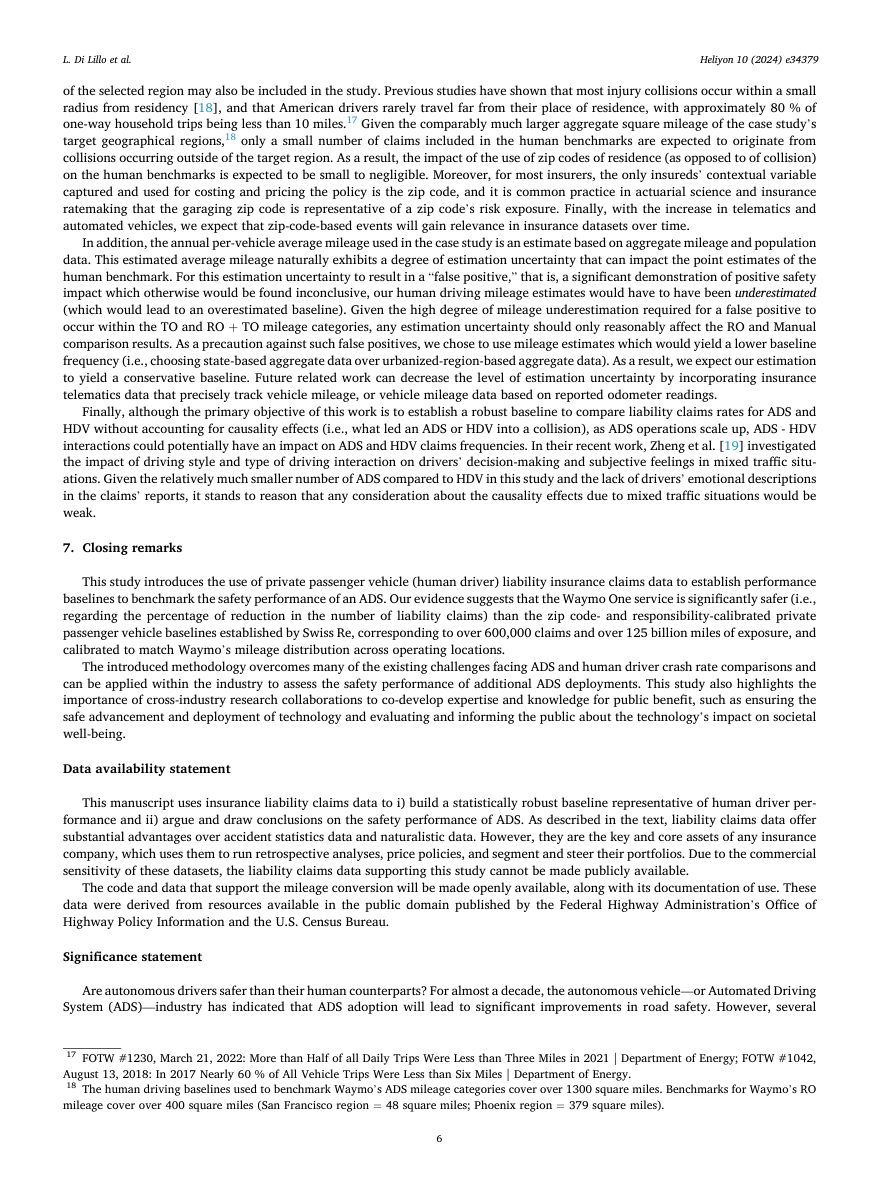 L. Di Lillo et al.
Heliyon 10 (2024) e34379
of the selected region may also be included in the study. Previous studies have shown that most injury collisions occur within a small
radius from residency [18], and that American drivers rarely travel far from their place of residence, with approximately 80 % of
one-way household trips being less than 10 miles.17 Given the comparably much larger aggregate square mileage of the case study's
target geographical regions,18 only a small number of claims included in the human benchmarks are expected to originate from
collisions occurring outside of the target region. As a result, the impact of the use of zip codes of residence (as opposed to of collision)
on the human benchmarks is expected to be small to negligible. Moreover, for most insurers, the only insureds' contextual variable
captured and used for costing and pricing the policy is the zip code, and it is common practice in actuarial science and insurance
ratemaking that the garaging zip code is representative of a zip code's risk exposure. Finally, with the increase in telematics and
automated vehicles, we expect that zip-code-based events will gain relevance in insurance datasets over time.
In addition, the annual per-vehicle average mileage used in the case study is an estimate based on aggregate mileage and population
data. This estimated average mileage naturally exhibits a degree of estimation uncertainty that can impact the point estimates of the
human benchmark. For this estimation uncertainty to result in a "false positive," that is, a significant demonstration of positive safety
impact which otherwise would be found inconclusive, our human driving mileage estimates would have to have been underestimated
(which would lead to an overestimated baseline). Given the high degree of mileage underestimation required for a false positive to
occur within the TO and RO + TO mileage categories, any estimation uncertainty should only reasonably affect the RO and Manual
comparison results. As a precaution against such false positives, we chose to use mileage estimates which would yield a lower baseline
frequency (i.e., choosing state-based aggregate data over urbanized-region-based aggregate data). As a result, we expect our estimation
to yield a conservative baseline. Future related work can decrease the level of estimation uncertainty by incorporating insurance
telematics data that precisely track vehicle mileage, or vehicle mileage data based on reported odometer readings.
Finally, although the primary objective of this work is to establish a robust baseline to compare liability claims rates for ADS and
HDV without accounting for causality effects (i.e., what led an ADS or HDV into a collision), as ADS operations scale up, ADS - HDV
interactions could potentially have an impact on ADS and HDV claims frequencies. In their recent work, Zheng et al. [19] investigated
the impact of driving style and type of driving interaction on drivers' decision-making and subjective feelings in mixed traffic situ-
ations. Given the relatively much smaller number of ADS compared to HDV in this study and the lack of drivers' emotional descriptions
in the claims' reports, it stands to reason that any consideration about the causality effects due to mixed traffic situations would be
weak.
7. Closing remarks
This study introduces the use of private passenger vehicle (human driver) liability insurance claims data to establish performance
baselines to benchmark the safety performance of an ADS. Our evidence suggests that the Waymo One service is significantly safer (i.e.,
regarding the percentage of reduction in the number of liability claims) than the zip code- and responsibility-calibrated private
passenger vehicle baselines established by Swiss Re, corresponding to over 600,000 claims and over 125 billion miles of exposure, and
calibrated to match Waymo's mileage distribution across operating locations.
The introduced methodology overcomes many of the existing challenges facing ADS and human driver crash rate comparisons and
can be applied within the industry to assess the safety performance of additional ADS deployments. This study also highlights the
importance of cross-industry research collaborations to co-develop expertise and knowledge for public benefit, such as ensuring the
safe advancement and deployment of technology and evaluating and informing the public about the technology's impact on societal
well-being.
Data availability statement
This manuscript uses insurance liability claims data to i) build a statistically robust baseline representative of human driver per-
formance and ii) argue and draw conclusions on the safety performance of ADS. As described in the text, liability claims data offer
substantial advantages over accident statistics data and naturalistic data. However, they are the key and core assets of any insurance
company, which uses them to run retrospective analyses, price policies, and segment and steer their portfolios. Due to the commercial
sensitivity of these datasets, the liability claims data supporting this study cannot be made publicly available.
The code and data that support the mileage conversion will be made openly available, along with its documentation of use. These
data were derived from resources available in the public domain published by the Federal Highway Administration's Office of
Highway Policy Information and the U.S. Census Bureau.
Significance statement
Are autonomous drivers safer than their human counterparts? For almost a decade, the autonomous vehicle—or Automated Driving
System (ADS)—industry has indicated that ADS adoption will lead to significant improvements in road safety. However, several
17 FOTW #1230, March 21, 2022: More than Half of all Daily Trips Were Less than Three Miles in 2021 | Department of Energy; FOTW #1042,
August 13, 2018: In 2017 Nearly 60 % of All Vehicle Trips Were Less than Six Miles | Department of Energy.
18 The human driving baselines used to benchmark Waymo's ADS mileage categories cover over 1300 square miles. Benchmarks for Waymo's RO
mileage cover over 400 square miles (San Francisco region = 48 square miles; Phoenix region = 379 square miles).
6